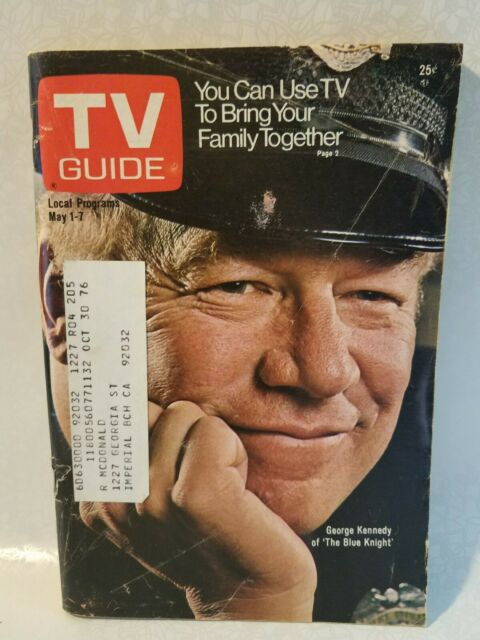 TV
GUIDE
Local Programs
May 1-7
You Can Use TV
To Bring Your
Family Together
Page 2
25¢
6D630D0D 92032 1227 R04 205
11800560771132 OCT 30 76
R MCDONALD
1227 GEORGIA ST
IMPERIAL BCH CA 92032
George Kennedy
of 'The Blue Knight'